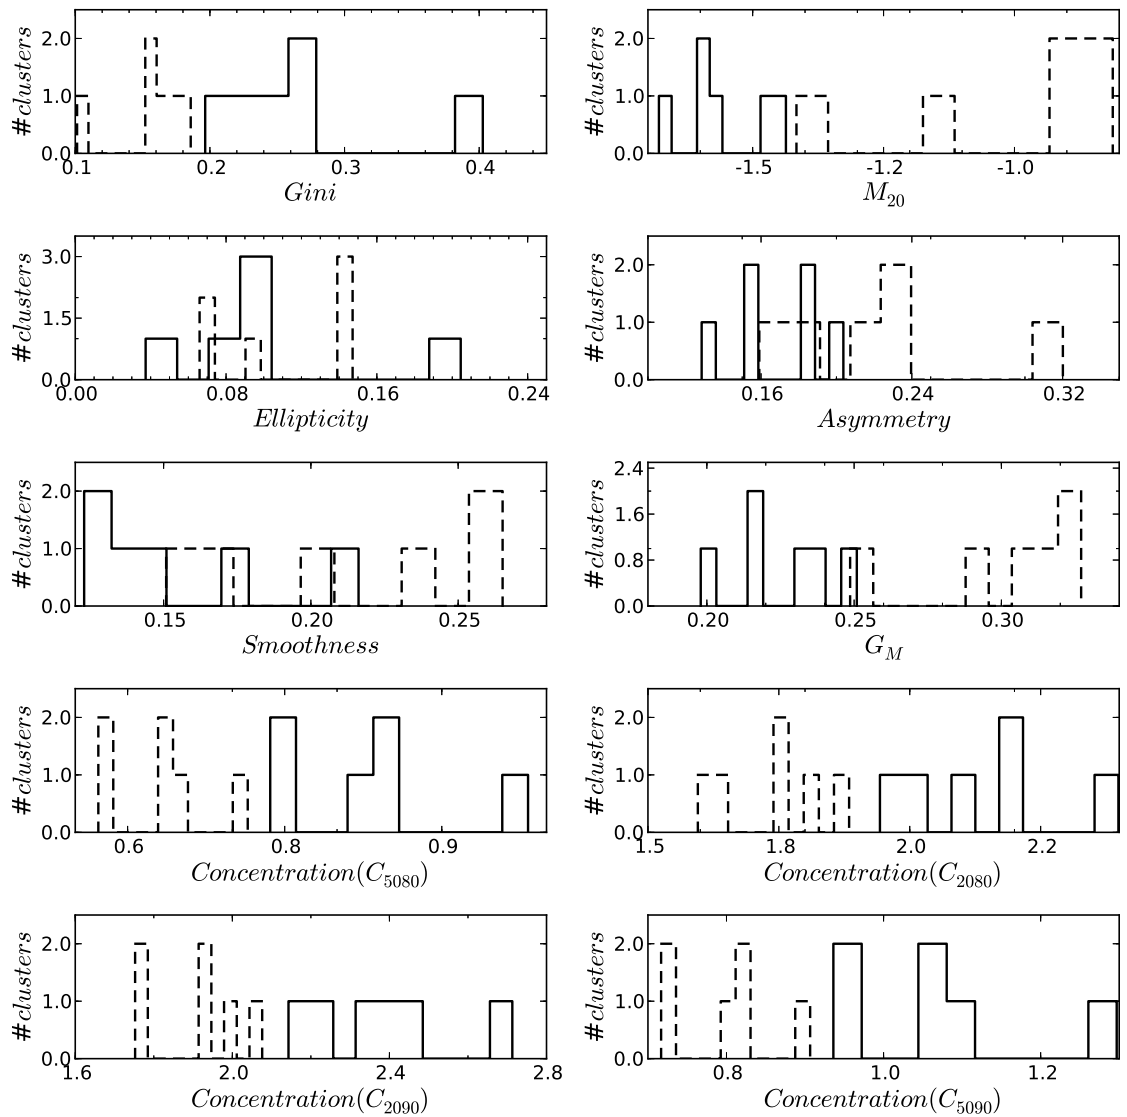 #clusters
2.0
1.0
0.0
0.1 0.2 0.3 0.4
Gini
#clusters
2.0
1.0
0.0
-1.5 -1.2 -1.0
M20
#clusters
3.0
1.5
0.0
0.00 0.08 0.16 0.24
Ellipticity
#clusters
2.0
1.0
0.0
0.16 0.24 0.32
Asymmetry
#clusters
2.0
1.0
0.0
0.15 0.20 0.25
Smoothness
#clusters
2.4
1.6
0.8
0.0
0.20 0.25 0.30
GM
#clusters
2.0
1.0
0.0
0.6 0.8 0.9
Concentration(C5080)
#clusters
2.0
1.0
0.0
1.5 1.8 2.0 2.2
Concentration(C2080)
#clusters
2.0
1.0
0.0
1.6 2.0 2.4 2.8
Concentration(C2090)
#clusters
2.0
1.0
0.0
0.8 1.0 1.2
Concentration(C5090)